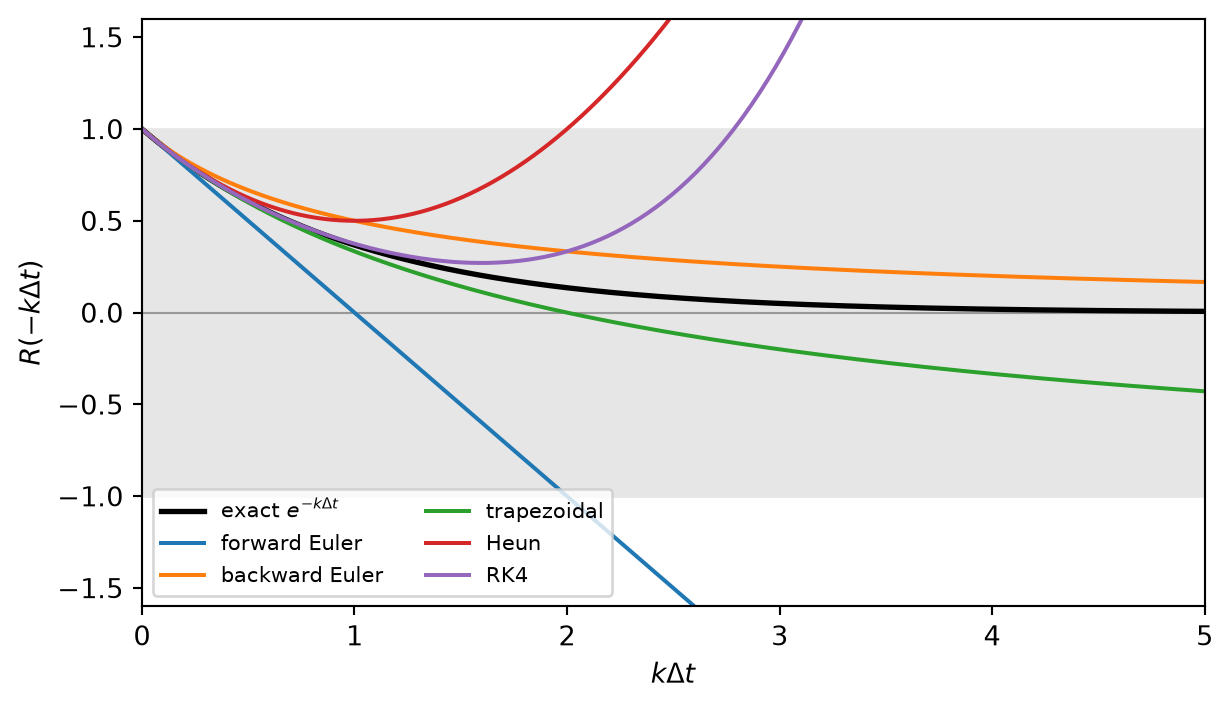 1.5
1.0
0.5
0.0
−0.5
−1.0
−1.5
R(−kΔt)
exact e^{−kΔt}
forward Euler
backward Euler
trapezoidal
Heun
RK4
0 1 2 3 4 5
kΔt